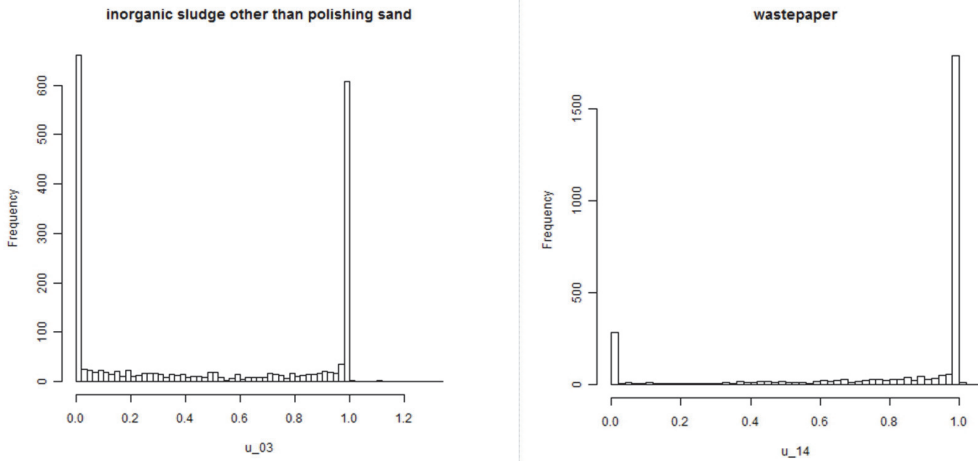 inorganic sludge other than polishing sand
Frequency
600
500
400
300
200
100
0
0.0 0.2 0.4 0.6 0.8 1.0 1.2
u_03
wastepaper
Frequency
1500
1000
500
0
0.0 0.2 0.4 0.6 0.8 1.0
u_14